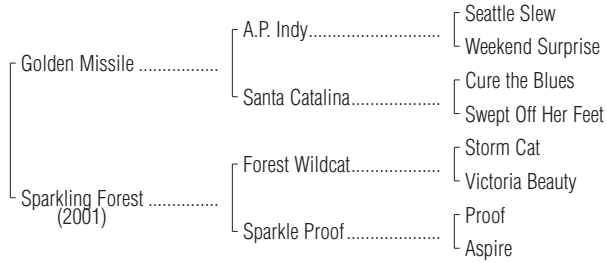 Seattle Slew
A.P. Indy..............................
Weekend Surprise
Golden Missile ..................
Cure the Blues
Santa Catalina....................
Swept Off Her Feet
Storm Cat
Forest Wildcat....................
Victoria Beauty
Sparkling Forest ...............
(2001)
Proof
Sparkle Proof.....................
Aspire